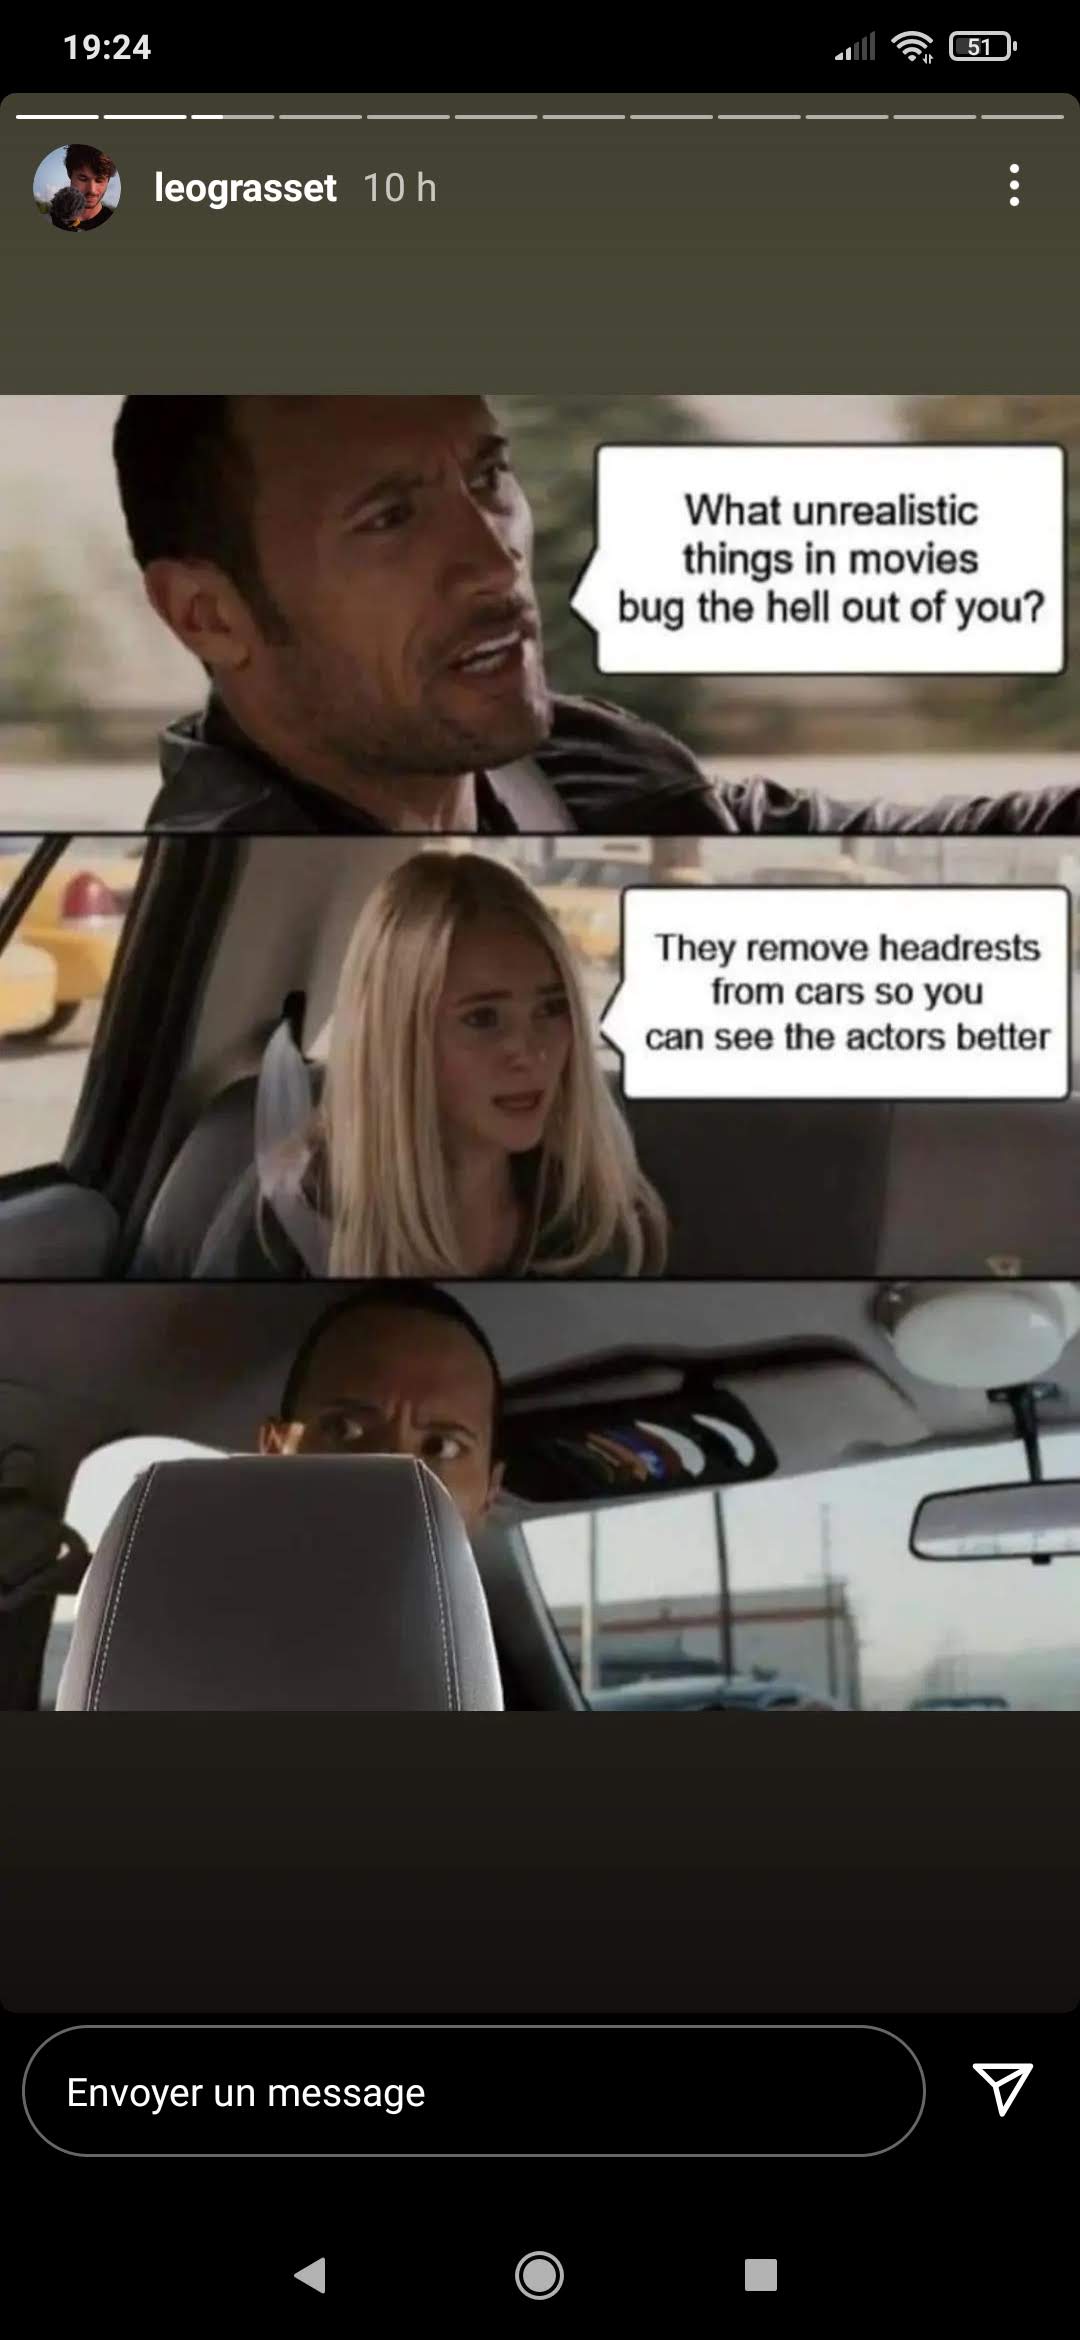 19:24
51
leograsset 10 h
What unrealistic
things in movies
bug the hell out of you?
They remove headrests
from cars so you
can see the actors better
Envoyer un message